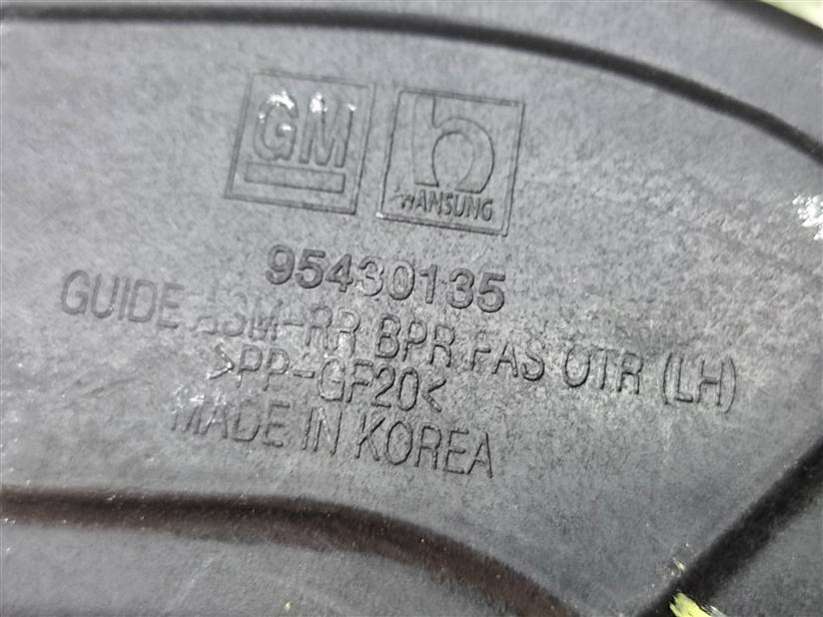 GM
HANSUNG
95430135
GUIDE ASM-RR BPR FAS OTR (LH)
>PP-GF20<
MADE IN KOREA